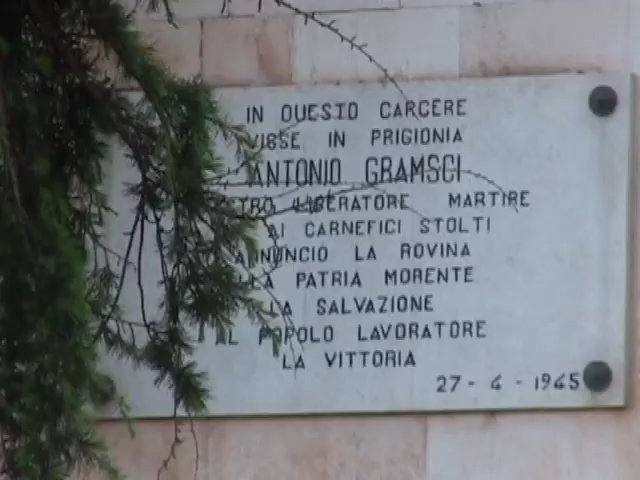 IN QUESTO CARCERE
VISSE IN PRIGIONIA
ANTONIO GRAMSCI
LIBERATORE MARTIRE
AI CARNEFICI STOLTI
ANNUNCIO LA ROVINA
PATRIA MORENTE
LA SALVAZIONE
AL POPOLO LAVORATORE
LA VITTORIA
27-4-1945